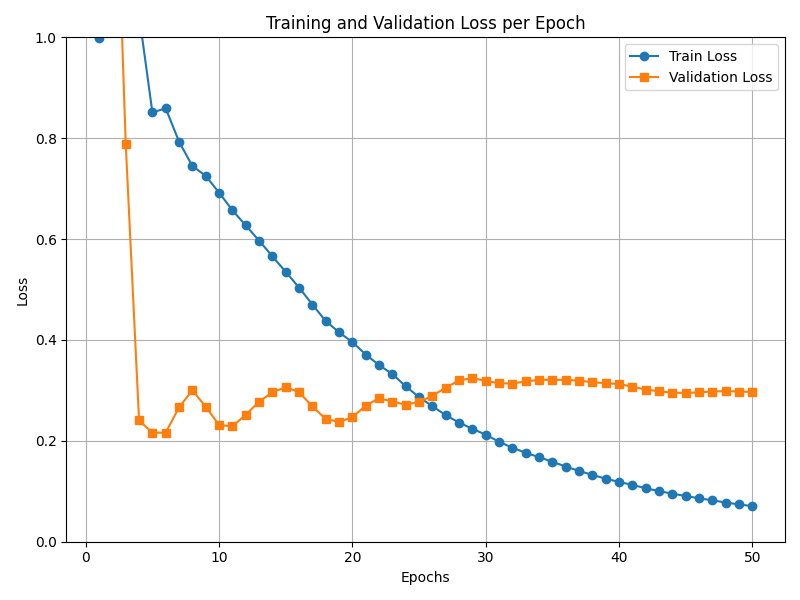 Training and Validation Loss per Epoch
Train Loss
Validation Loss
1.0
0.8
0.6
0.4
0.2
0.0
Loss
0 10 20 30 40 50
Epochs